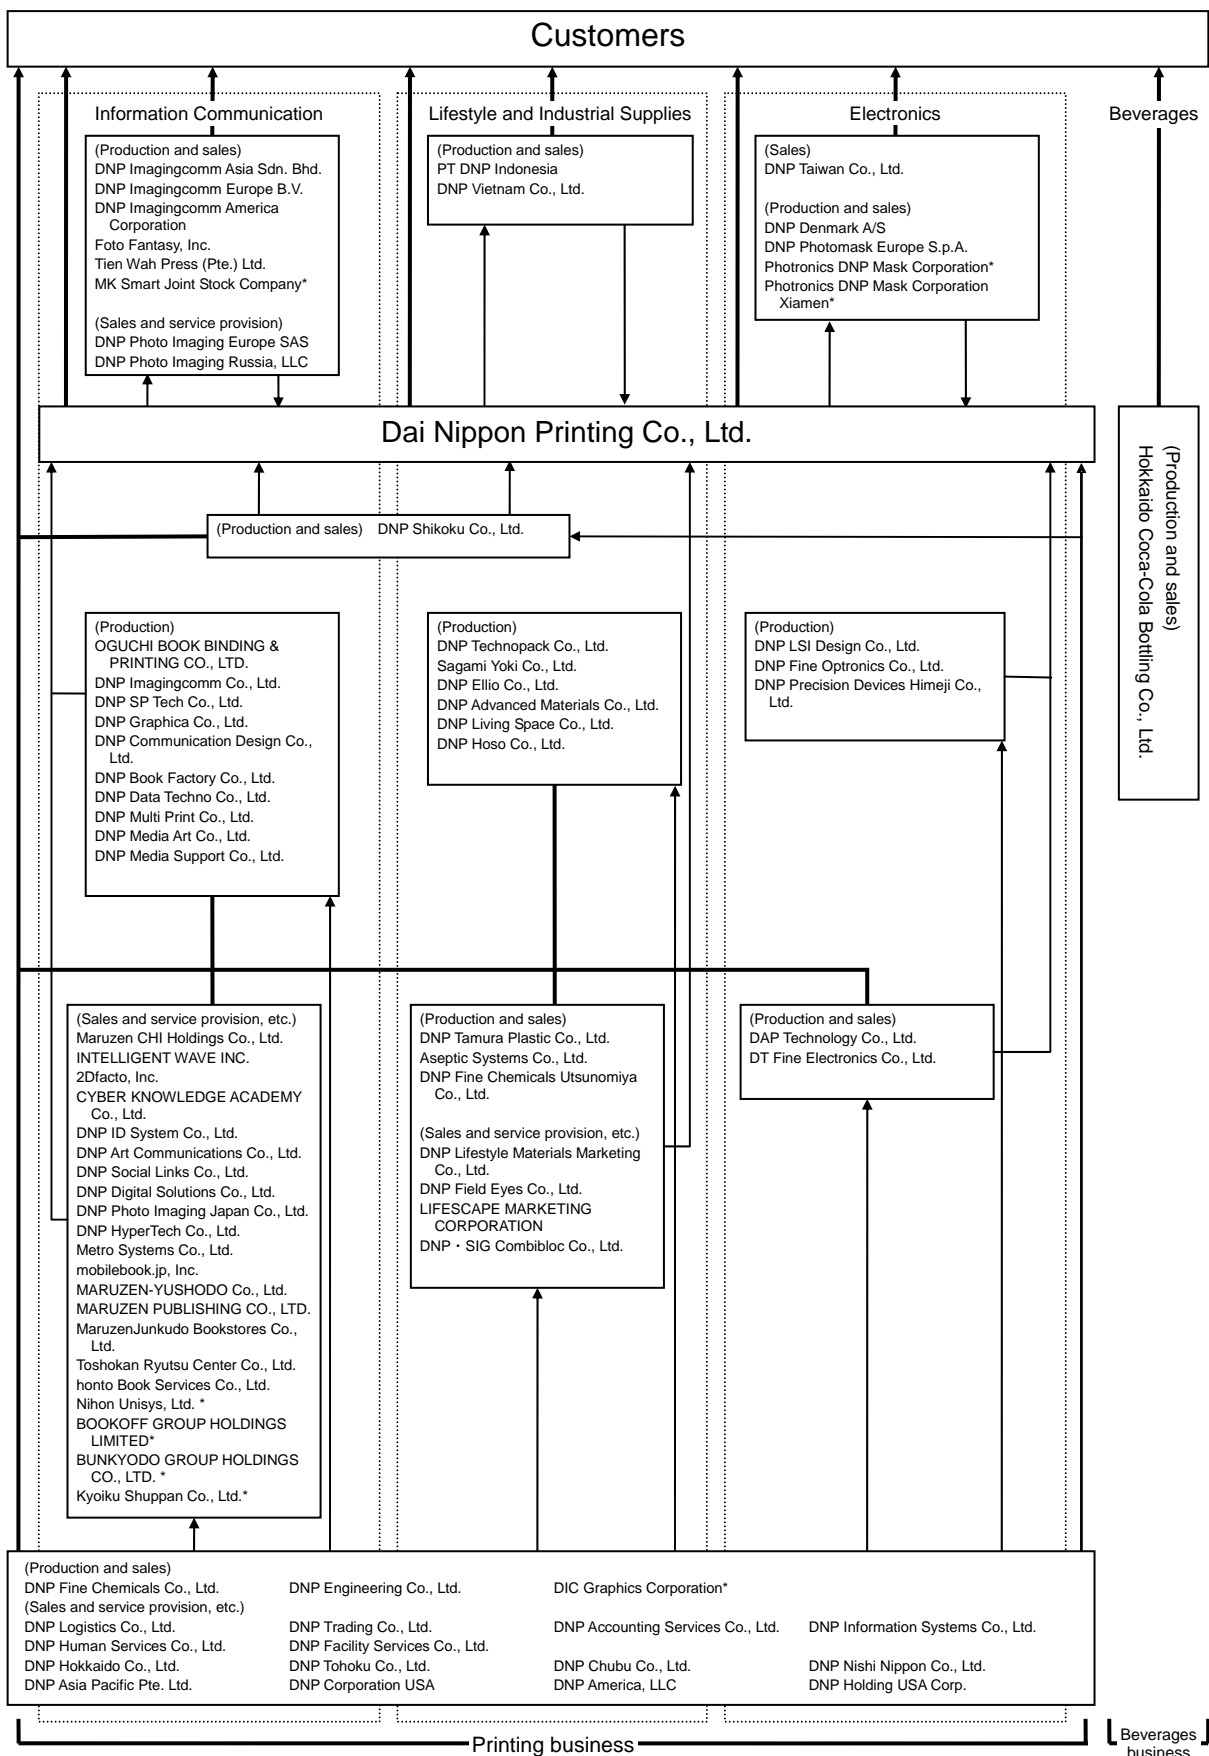 Customers
Information Communication
(Production and sales)
DNP Imagingcomm Asia Sdn. Bhd.
DNP Imagingcomm Europe B.V.
DNP Imagingcomm America
Corporation
Foto Fantasy, Inc.
Tien Wah Press (Pte.) Ltd.
MK Smart Joint Stock Company*
(Sales and service provision)
DNP Photo Imaging Europe SAS
DNP Photo Imaging Russia, LLC
Lifestyle and Industrial Supplies
(Production and sales)
PT DNP Indonesia
DNP Vietnam Co., Ltd.
Electronics
(Sales)
DNP Taiwan Co., Ltd.
(Production and sales)
DNP Denmark A/S
DNP Photomask Europe S.p.A.
Photronics DNP Mask Corporation*
Photronics DNP Mask Corporation
Xiamen*
Beverages
(Production and sales)
Hokkaido Coca-Cola Bottling Co., Ltd.
Dai Nippon Printing Co., Ltd.
(Production and sales) DNP Shikoku Co., Ltd.
(Production)
OGUCHI BOOK BINDING &
PRINTING CO., LTD.
DNP Imagingcomm Co., Ltd.
DNP SP Tech Co., Ltd.
DNP Graphica Co., Ltd.
DNP Communication Design Co.,
Ltd.
DNP Book Factory Co., Ltd.
DNP Data Techno Co., Ltd.
DNP Multi Print Co., Ltd.
DNP Media Art Co., Ltd.
DNP Media Support Co., Ltd.
(Production)
DNP Technopack Co., Ltd.
Sagami Yoki Co., Ltd.
DNP Ellio Co., Ltd.
DNP Advanced Materials Co., Ltd.
DNP Living Space Co., Ltd.
DNP Hoso Co., Ltd.
(Production)
DNP LSI Design Co., Ltd.
DNP Fine Optronics Co., Ltd.
DNP Precision Devices Himeji Co.,
Ltd.
(Sales and service provision, etc.)
Maruzen CHI Holdings Co., Ltd.
INTELLIGENT WAVE INC.
2Dfacto, Inc.
CYBER KNOWLEDGE ACADEMY
Co., Ltd.
DNP ID System Co., Ltd.
DNP Art Communications Co., Ltd.
DNP Social Links Co., Ltd.
DNP Digital Solutions Co., Ltd.
DNP Photo Imaging Japan Co., Ltd.
DNP HyperTech Co., Ltd.
Metro Systems Co., Ltd.
mobilebook.jp, Inc.
MARUZEN-YUSHODO Co., Ltd.
MARUZEN PUBLISHING CO., LTD.
MaruzenJunkudo Bookstores Co.,
Ltd.
Toshokan Ryutsu Center Co., Ltd.
honto Book Services Co., Ltd.
Nihon Unisys, Ltd. *
BOOKOFF GROUP HOLDINGS
LIMITED*
BUNKYODO GROUP HOLDINGS
CO., LTD. *
Kyoiku Shuppan Co., Ltd.*
(Production and sales)
DNP Tamura Plastic Co., Ltd.
Aseptic Systems Co., Ltd.
DNP Fine Chemicals Utsunomiya
Co., Ltd.
(Sales and service provision, etc.)
DNP Lifestyle Materials Marketing
Co., Ltd.
DNP Field Eyes Co., Ltd.
LIFESCAPE MARKETING
CORPORATION
DNP・SIG Combibloc Co., Ltd.
(Production and sales)
DAP Technology Co., Ltd.
DT Fine Electronics Co., Ltd.
(Production and sales)
DNP Fine Chemicals Co., Ltd. DNP Engineering Co., Ltd. DIC Graphics Corporation*
(Sales and service provision, etc.)
DNP Logistics Co., Ltd. DNP Trading Co., Ltd. DNP Accounting Services Co., Ltd. DNP Information Systems Co., Ltd.
DNP Human Services Co., Ltd. DNP Facility Services Co., Ltd.
DNP Hokkaido Co., Ltd. DNP Tohoku Co., Ltd. DNP Chubu Co., Ltd. DNP Nishi Nippon Co., Ltd.
DNP Asia Pacific Pte. Ltd. DNP Corporation USA DNP America, LLC DNP Holding USA Corp.
Printing business
Beverages
business